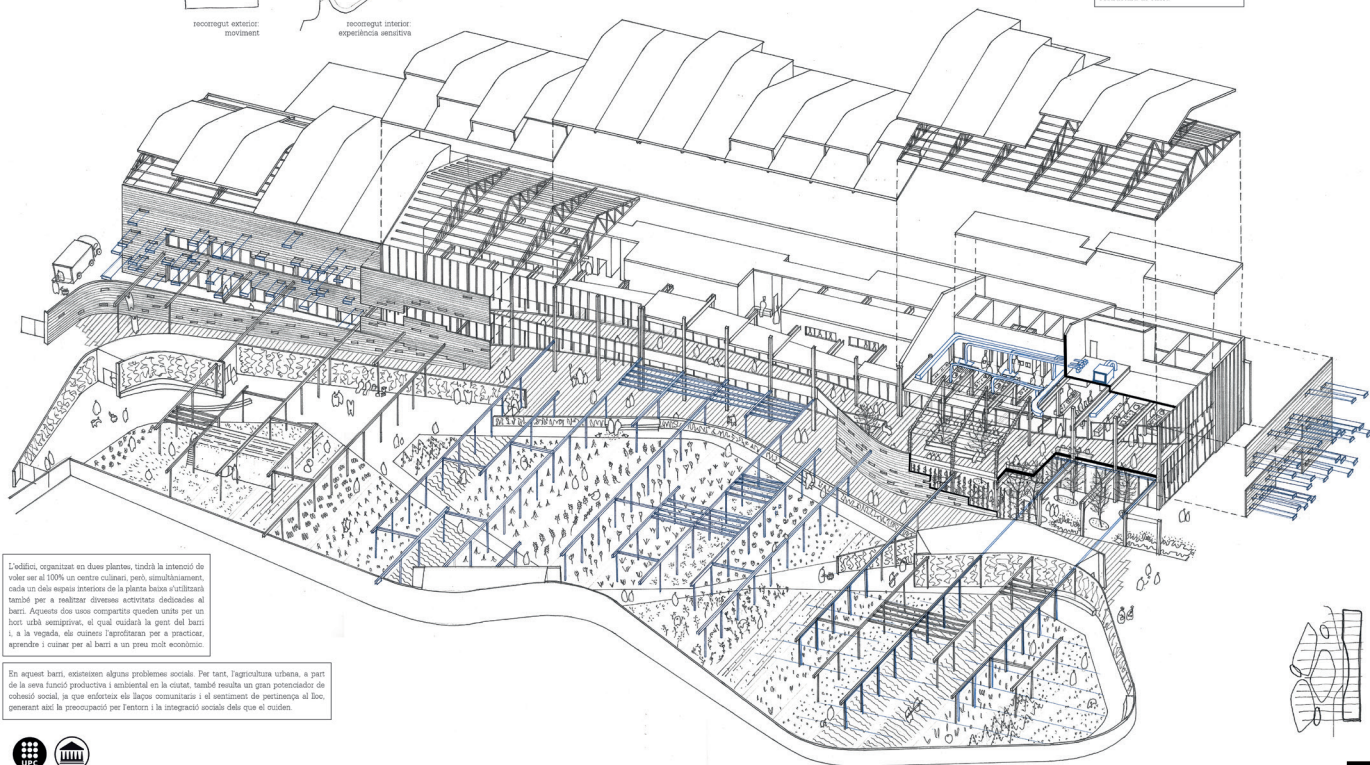 recorregut exterior:
moviment
recorregut interior:
experiència sensitiva
L'edifici, organitzat en dues plantes, tindrà la intenció de
voler ser al 100% un centre culinari, però, simultàniament,
cada un dels espais interiors de la planta baixa s'utilitzarà
també per a realitzar diverses activitats dedicades al
barri. Aquests dos usos compartits queden units per un
hort urbà semiprivat, el qual cuidarà la gent del barri
i, a la vegada, els cuiners l'aprofitaran per a practicar,
aprendre i cuinar per al barri a un preu molt econòmic.
En aquest barri, existeixen alguns problemes socials. Per tant, l'agricultura urbana, a part
de la seva funció productiva i ambiental en la ciutat, també resulta un gran potenciador de
cohesió social, ja que enforteix els llaços comunitaris i el sentiment de pertinença al lloc,
generant així la preocupació per l'entorn i la integració socials dels que el cuiden.
UPC